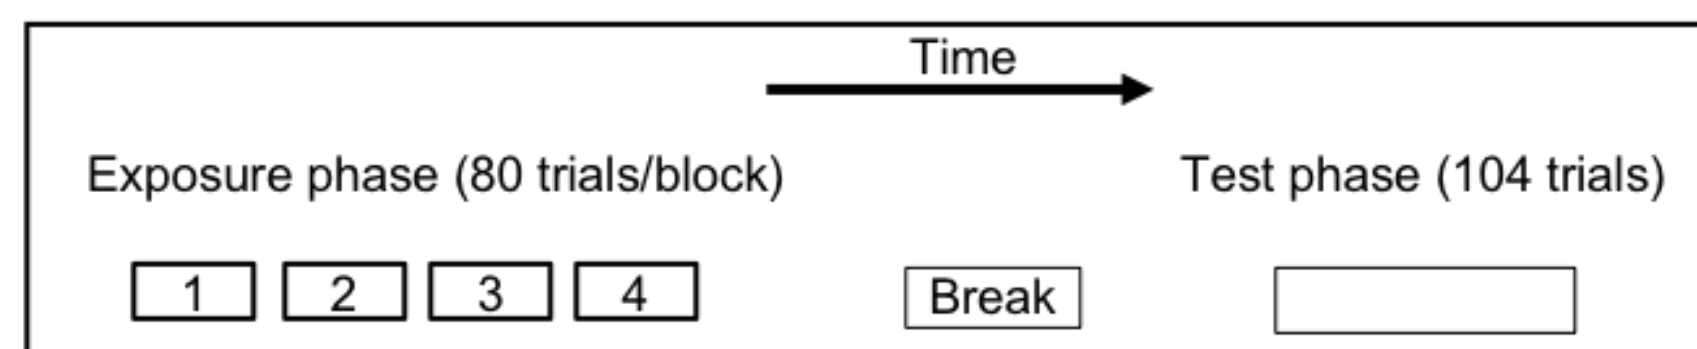 Time
Exposure phase (80 trials/block)
Test phase (104 trials)
1 2 3 4
Break